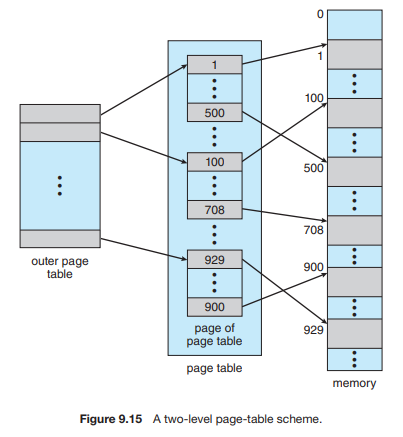 0
1
100
500
708
900
929
memory
1
500
100
708
929
900
page of
page table
page table
outer page
table
Figure 9.15 A two-level page-table scheme.